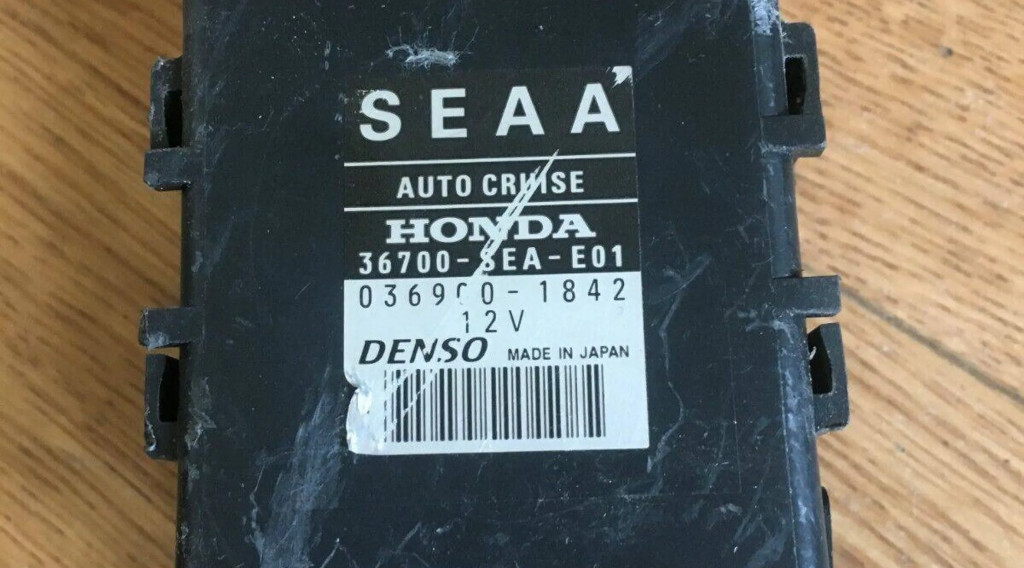 SEAA
AUTO CRUISE
HONDA
36700-SEA-E01
036900-1842
12V
DENSO MADE IN JAPAN